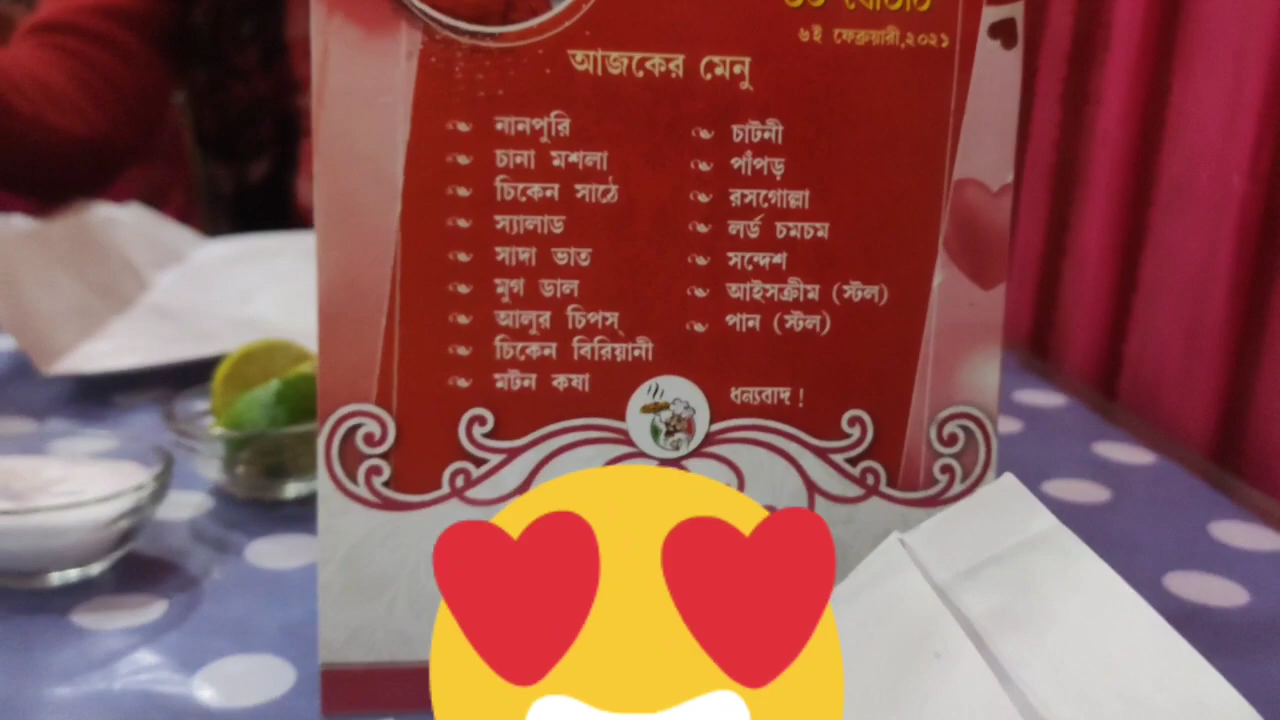 শুভ বৌভাত
৬ই ফেব্রুয়ারী,২০২১
আজকের মেনু
নানপুরি
চানা মশলা
চিকেন সাঠে
স্যালাড
সাদা ভাত
মুগ ডাল
আলুর চিপস্
চিকেন বিরিয়ানী
মটন কষা
চাটনী
পাঁপড়
রসগোল্লা
লর্ড চমচম
সন্দেশ
আইসক্রীম (স্টল)
পান (স্টল)
ধন্যবাদ !